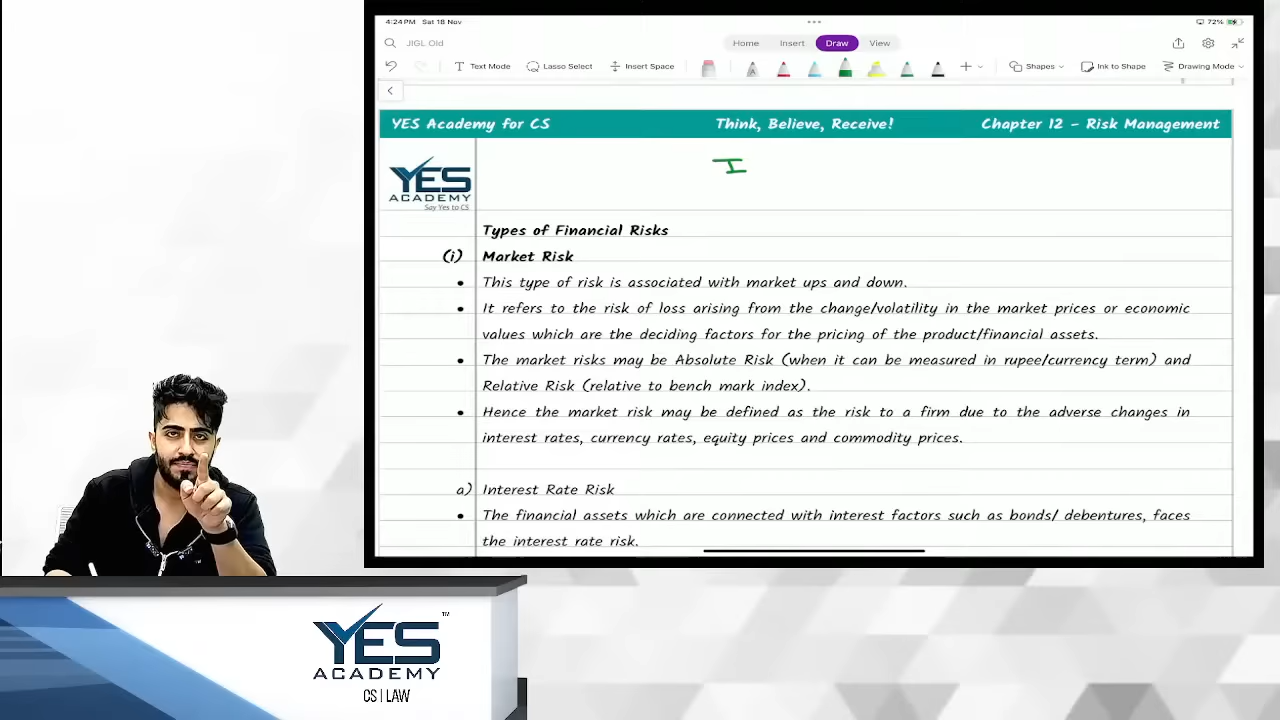 4:24 PM Sat 18 Nov
72%
JIGL Old
Home Insert Draw View
Text Mode Lasso Select Insert Space Shapes Ink to Shape Drawing Mode
YES Academy for CS Think, Believe, Receive! Chapter 12 - Risk Management
I
YES
ACADEMY
Say Yes to CS
Types of Financial Risks
(i) Market Risk
• This type of risk is associated with market ups and down.
• It refers to the risk of loss arising from the change/volatility in the market prices or economic
values which are the deciding factors for the pricing of the product/financial assets.
• The market risks may be Absolute Risk (when it can be measured in rupee/currency term) and
Relative Risk (relative to bench mark index).
• Hence the market risk may be defined as the risk to a firm due to the adverse changes in
interest rates, currency rates, equity prices and commodity prices.
a) Interest Rate Risk
• The financial assets which are connected with interest factors such as bonds/ debentures, faces
the interest rate risk.
YES™
ACADEMY
CS | LAW